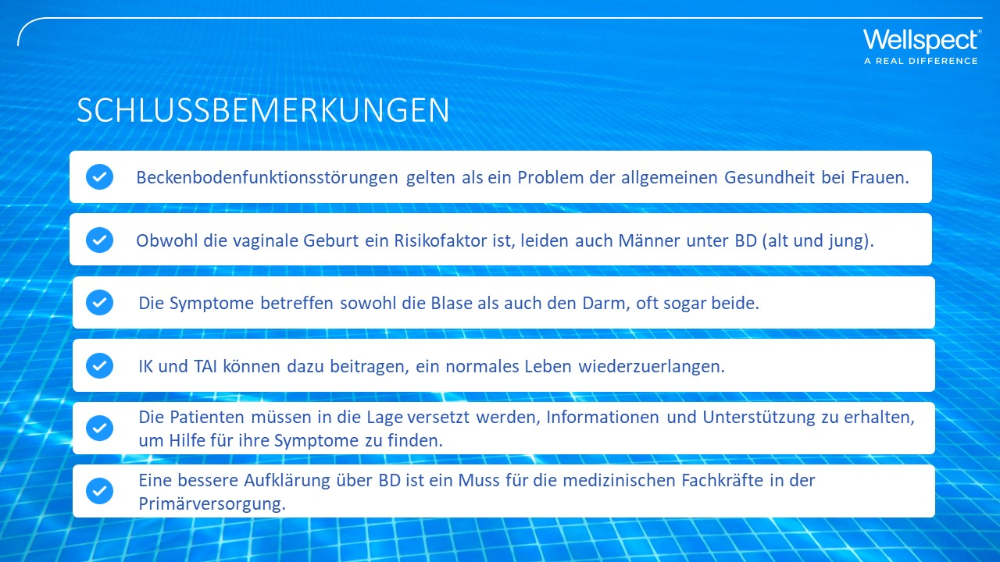 Wellspect®
A REAL DIFFERENCE
SCHLUSSBEMERKUNGEN
Beckenbodenfunktionsstörungen gelten als ein Problem der allgemeinen Gesundheit bei Frauen.
Obwohl die vaginale Geburt ein Risikofaktor ist, leiden auch Männer unter BD (alt und jung).
Die Symptome betreffen sowohl die Blase als auch den Darm, oft sogar beide.
IK und TAI können dazu beitragen, ein normales Leben wiederzuerlangen.
Die Patienten müssen in die Lage versetzt werden, Informationen und Unterstützung zu erhalten,
um Hilfe für ihre Symptome zu finden.
Eine bessere Aufklärung über BD ist ein Muss für die medizinischen Fachkräfte in der
Primärversorgung.